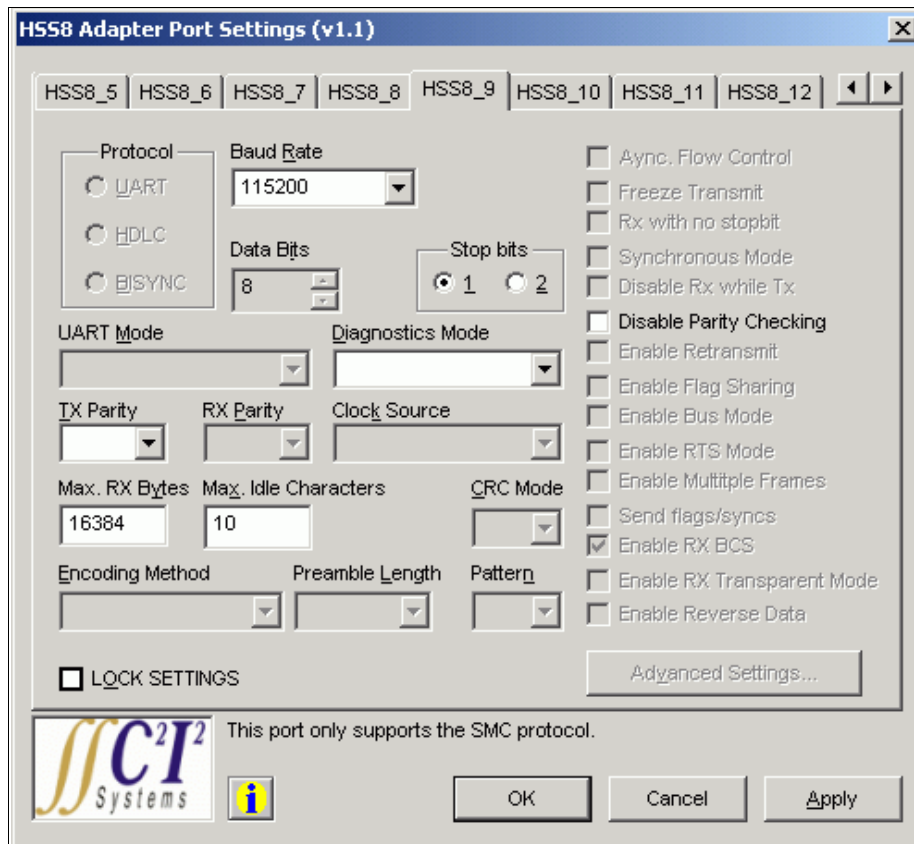 HSS8 Adapter Port Settings (v1.1)
HSS8_5 HSS8_6 HSS8_7 HSS8_8 HSS8_9 HSS8_10 HSS8_11 HSS8_12
Protocol
UART
HDLC
BISYNC
Baud Rate
115200
Data Bits
8
Stop bits
1 2
UART Mode
Diagnostics Mode
TX Parity
RX Parity
Clock Source
Max. RX Bytes
16384
Max. Idle Characters
10
CRC Mode
Encoding Method
Preamble Length
Pattern
LOCK SETTINGS
Aync. Flow Control
Freeze Transmit
Rx with no stopbit
Synchronous Mode
Disable Rx while Tx
Disable Parity Checking
Enable Retransmit
Enable Flag Sharing
Enable Bus Mode
Enable RTS Mode
Enable Multitple Frames
Send flags/syncs
Enable RX BCS
Enable RX Transparent Mode
Enable Reverse Data
Advanced Settings...
C²I²
Systems
This port only supports the SMC protocol.
i
OK
Cancel
Apply